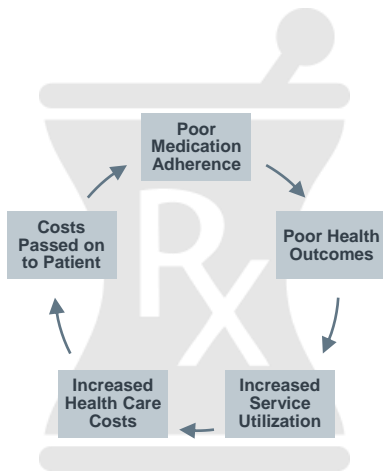 Poor
Medication
Adherence
Poor Health
Outcomes
Increased
Service
Utilization
Increased
Health Care
Costs
Costs
Passed on
to Patient
Rx